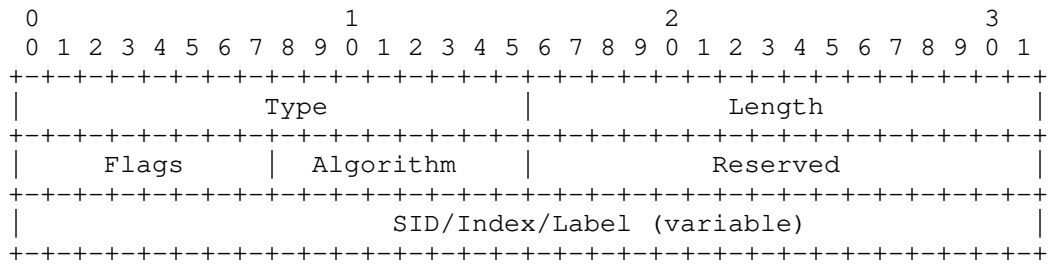 0                   1                   2                   3
 0 1 2 3 4 5 6 7 8 9 0 1 2 3 4 5 6 7 8 9 0 1 2 3 4 5 6 7 8 9 0 1
+-+-+-+-+-+-+-+-+-+-+-+-+-+-+-+-+-+-+-+-+-+-+-+-+-+-+-+-+-+-+-+-+
|              Type             |            Length             |
+-+-+-+-+-+-+-+-+-+-+-+-+-+-+-+-+-+-+-+-+-+-+-+-+-+-+-+-+-+-+-+-+
|     Flags     |  Algorithm    |           Reserved            |
+-+-+-+-+-+-+-+-+-+-+-+-+-+-+-+-+-+-+-+-+-+-+-+-+-+-+-+-+-+-+-+-+
|                       SID/Index/Label (variable)              |
+-+-+-+-+-+-+-+-+-+-+-+-+-+-+-+-+-+-+-+-+-+-+-+-+-+-+-+-+-+-+-+-+